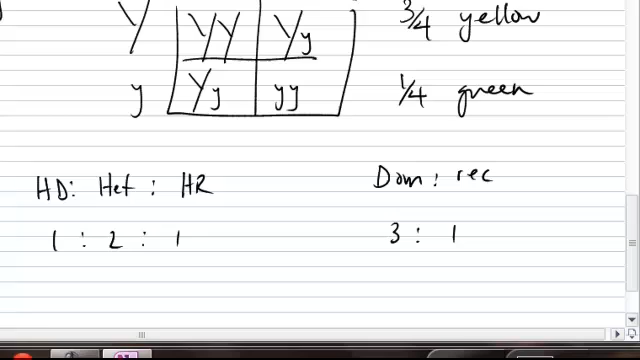 Y YY Yy 3/4 yellow
y Yy yy 1/4 green
HD: Het: HR Dom: rec
1 : 2 : 1 3 : 1